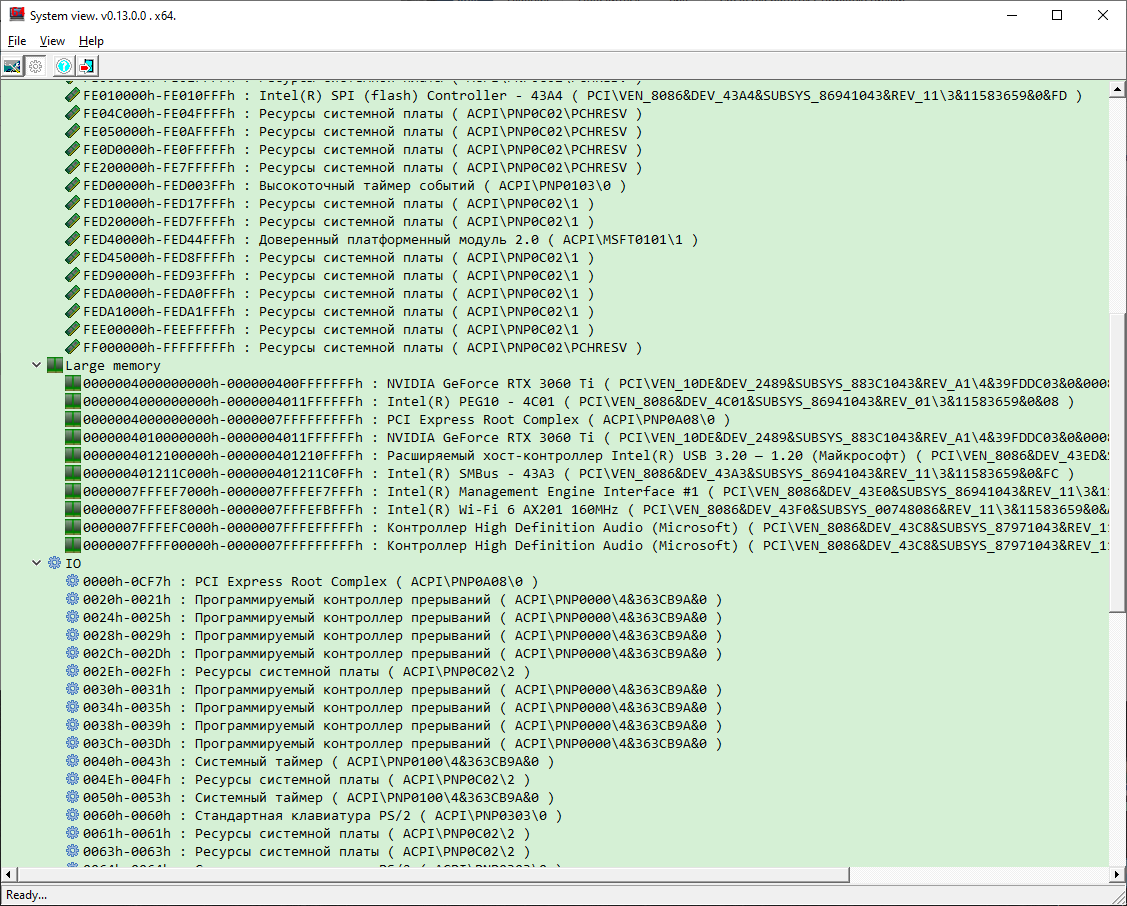 System view. v0.13.0.0 . x64.
File View Help
FE010000h-FE010FFFh : Intel(R) SPI (flash) Controller - 43A4 ( PCI\VEN_8086&DEV_43A4&SUBSYS_86941043&REV_11\3&11583659&0&FD )
FE04C000h-FE04FFFFh : Ресурсы системной платы ( ACPI\PNP0C02\PCHRESV )
FE050000h-FE0AFFFFh : Ресурсы системной платы ( ACPI\PNP0C02\PCHRESV )
FE0D0000h-FE0FFFFFh : Ресурсы системной платы ( ACPI\PNP0C02\PCHRESV )
FE200000h-FE7FFFFFh : Ресурсы системной платы ( ACPI\PNP0C02\PCHRESV )
FED00000h-FED003FFh : Высокоточный таймер событий ( ACPI\PNP0103\0 )
FED10000h-FED17FFFh : Ресурсы системной платы ( ACPI\PNP0C02\1 )
FED20000h-FED7FFFFh : Ресурсы системной платы ( ACPI\PNP0C02\1 )
FED40000h-FED44FFFh : Доверенный платформенный модуль 2.0 ( ACPI\MSFT0101\1 )
FED45000h-FED8FFFFh : Ресурсы системной платы ( ACPI\PNP0C02\1 )
FED90000h-FED93FFFh : Ресурсы системной платы ( ACPI\PNP0C02\1 )
FEDA0000h-FEDA0FFFh : Ресурсы системной платы ( ACPI\PNP0C02\1 )
FEDA1000h-FEDA1FFFh : Ресурсы системной платы ( ACPI\PNP0C02\1 )
FEE00000h-FEEFFFFFh : Ресурсы системной платы ( ACPI\PNP0C02\1 )
FF000000h-FFFFFFFFh : Ресурсы системной платы ( ACPI\PNP0C02\PCHRESV )
Large memory
0000004000000000h-000000400FFFFFFFh : NVIDIA GeForce RTX 3060 Ti ( PCI\VEN_10DE&DEV_2489&SUBSYS_883C1043&REV_A1\4&39FDDC03&0&0008
0000004000000000h-0000004011FFFFFFh : Intel(R) PEG10 - 4C01 ( PCI\VEN_8086&DEV_4C01&SUBSYS_86941043&REV_01\3&11583659&0&08 )
0000004000000000h-0000007FFFFFFFFFh : PCI Express Root Complex ( ACPI\PNP0A08\0 )
0000004010000000h-0000004011FFFFFFh : NVIDIA GeForce RTX 3060 Ti ( PCI\VEN_10DE&DEV_2489&SUBSYS_883C1043&REV_A1\4&39FDDC03&0&0008
0000004012100000h-000000401210FFFFh : Расширяемый хост-контроллер Intel(R) USB 3.20 — 1.20 (Майкрософт) ( PCI\VEN_8086&DEV_43ED&S
000000401211C000h-000000401211C0FFh : Intel(R) SMBus - 43A3 ( PCI\VEN_8086&DEV_43A3&SUBSYS_86941043&REV_11\3&11583659&0&FC )
0000007FFFEF7000h-0000007FFFEF7FFFh : Intel(R) Management Engine Interface #1 ( PCI\VEN_8086&DEV_43E0&SUBSYS_86941043&REV_11\3&11
0000007FFFEF8000h-0000007FFFEFBFFFh : Intel(R) Wi-Fi 6 AX201 160MHz ( PCI\VEN_8086&DEV_43F0&SUBSYS_00748086&REV_11\3&11583659&0&A
0000007FFFEFC000h-0000007FFFEFFFFFh : Контроллер High Definition Audio (Microsoft) ( PCI\VEN_8086&DEV_43C8&SUBSYS_87971043&REV_11
0000007FFFF00000h-0000007FFFFFFFFFh : Контроллер High Definition Audio (Microsoft) ( PCI\VEN_8086&DEV_43C8&SUBSYS_87971043&REV_11
IO
0000h-0CF7h : PCI Express Root Complex ( ACPI\PNP0A08\0 )
0020h-0021h : Программируемый контроллер прерываний ( ACPI\PNP0000\4&363CB9A&0 )
0024h-0025h : Программируемый контроллер прерываний ( ACPI\PNP0000\4&363CB9A&0 )
0028h-0029h : Программируемый контроллер прерываний ( ACPI\PNP0000\4&363CB9A&0 )
002Ch-002Dh : Программируемый контроллер прерываний ( ACPI\PNP0000\4&363CB9A&0 )
002Eh-002Fh : Ресурсы системной платы ( ACPI\PNP0C02\2 )
0030h-0031h : Программируемый контроллер прерываний ( ACPI\PNP0000\4&363CB9A&0 )
0034h-0035h : Программируемый контроллер прерываний ( ACPI\PNP0000\4&363CB9A&0 )
0038h-0039h : Программируемый контроллер прерываний ( ACPI\PNP0000\4&363CB9A&0 )
003Ch-003Dh : Программируемый контроллер прерываний ( ACPI\PNP0000\4&363CB9A&0 )
0040h-0043h : Системный таймер ( ACPI\PNP0100\4&363CB9A&0 )
004Eh-004Fh : Ресурсы системной платы ( ACPI\PNP0C02\2 )
0050h-0053h : Системный таймер ( ACPI\PNP0100\4&363CB9A&0 )
0060h-0060h : Стандартная клавиатура PS/2 ( ACPI\PNP0303\0 )
0061h-0061h : Ресурсы системной платы ( ACPI\PNP0C02\2 )
0063h-0063h : Ресурсы системной платы ( ACPI\PNP0C02\2 )
Ready...